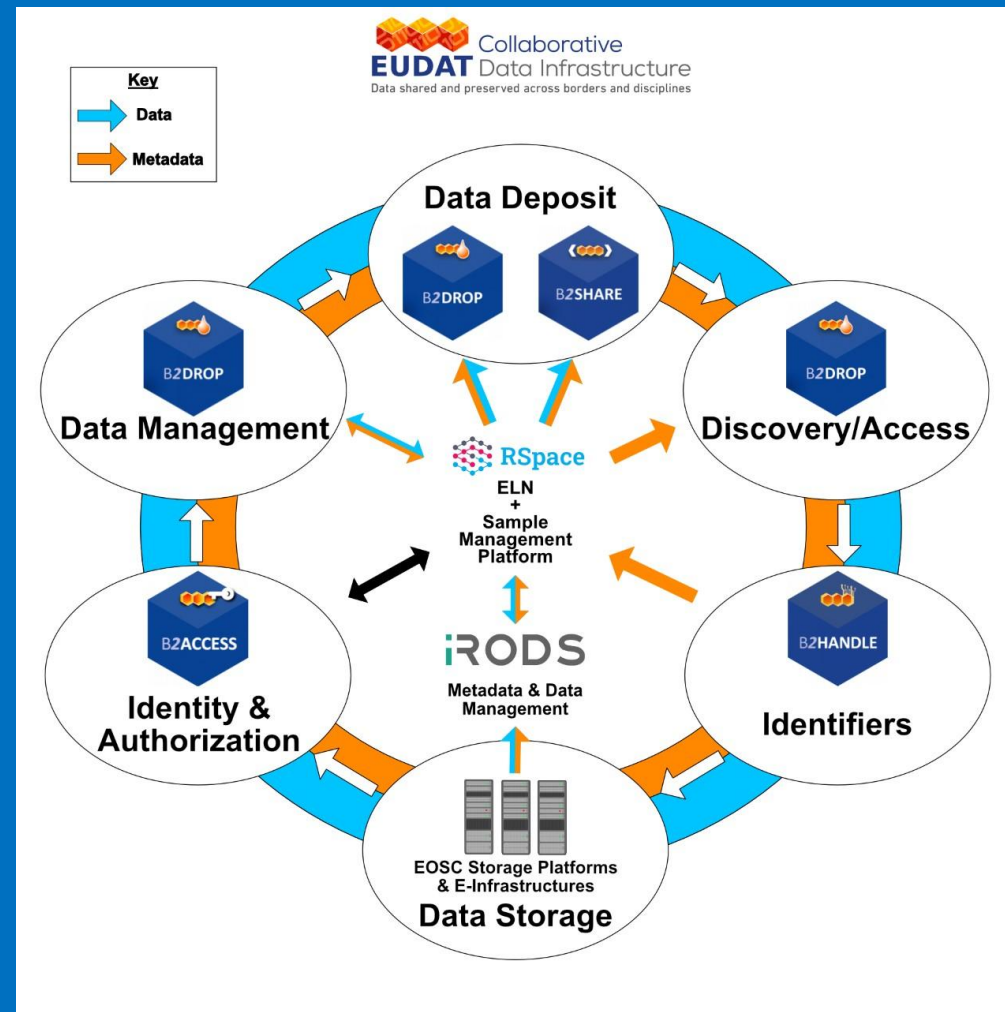 Collaborative
EUDAT Data Infrastructure
Data shared and preserved across borders and disciplines
Key
Data
Metadata
Data Deposit
B2DROP
B2SHARE
B2DROP
Data Management
B2DROP
Discovery/Access
RSpace
ELN
+
Sample
Management
Platform
B2ACCESS
Identity &
Authorization
B2HANDLE
Identifiers
iRODS
Metadata & Data
Management
EOSC Storage Platforms
& E-Infrastructures
Data Storage